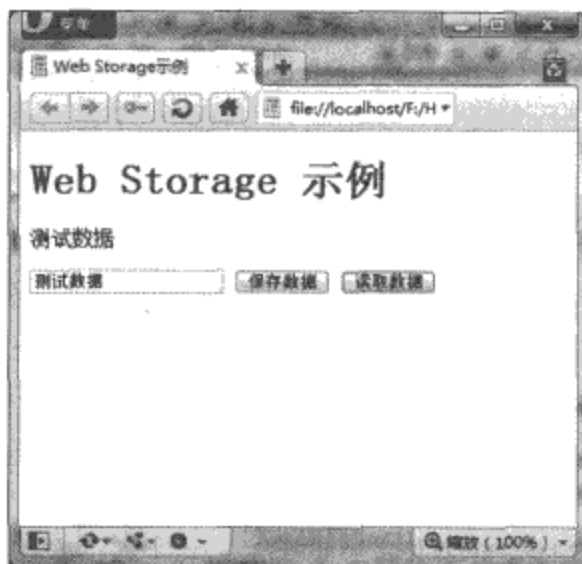 Web Storage示例
file://localhost/F:/H
Web Storage 示例
测试数据
测试数据 保存数据 读取数据
缩放（100%）